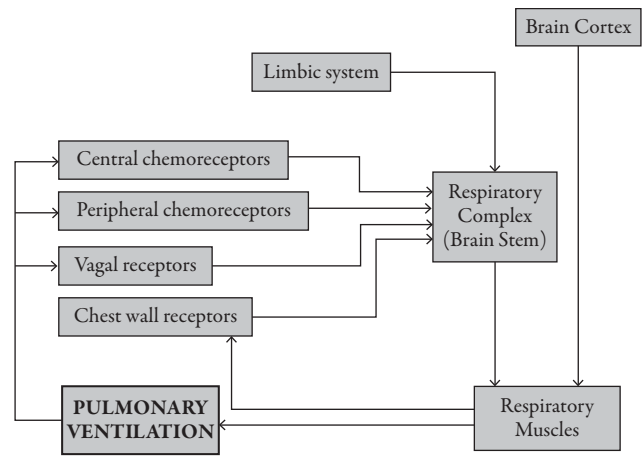 Brain Cortex
Limbic system
Central chemoreceptors
Peripheral chemoreceptors
Vagal receptors
Chest wall receptors
Respiratory
Complex
(Brain Stem)
PULMONARY
VENTILATION
Respiratory
Muscles